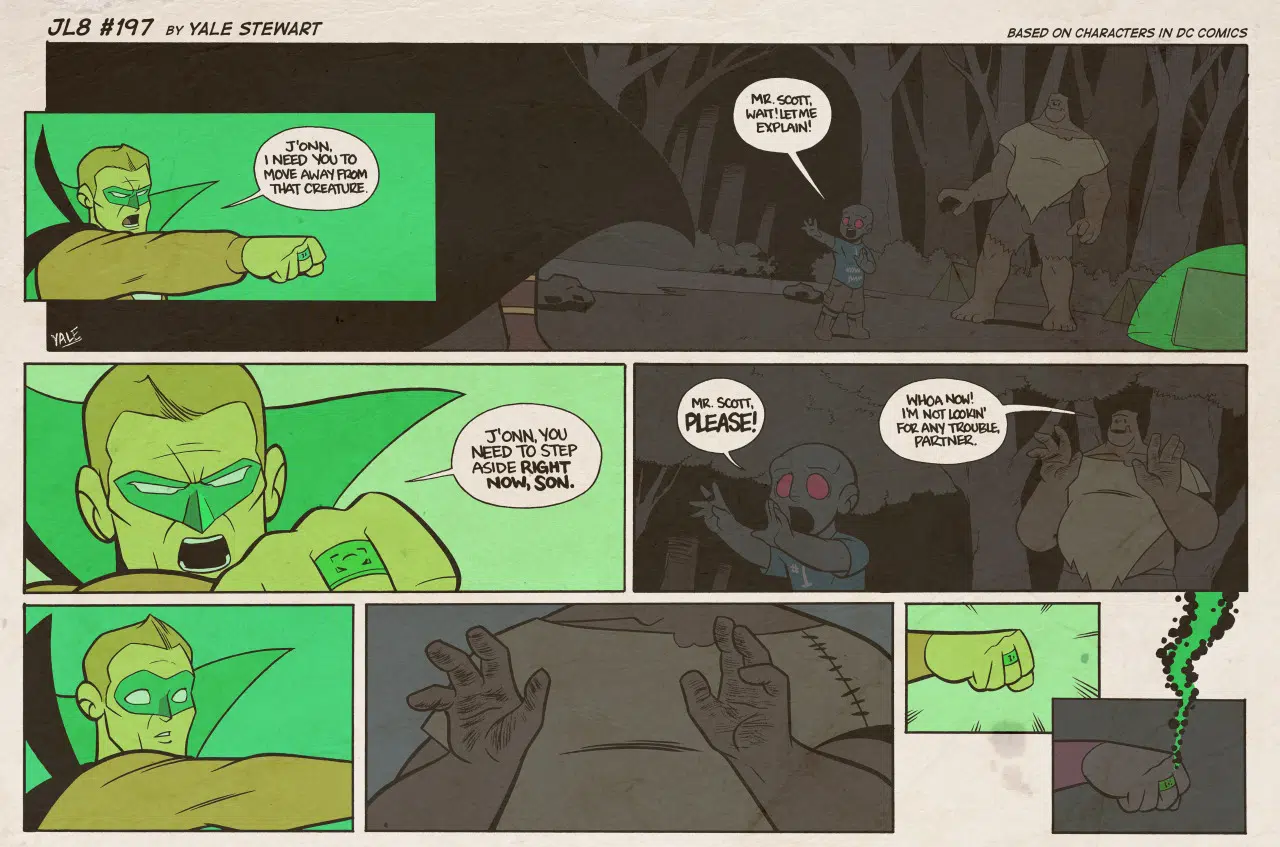 JL8 #197 BY YALE STEWART
BASED ON CHARACTERS IN DC COMICS
J'ONN,
I NEED YOU TO
MOVE AWAY FROM
THAT CREATURE.
MR. SCOTT,
WAIT! LET ME
EXPLAIN!
YALE
J'ONN, YOU
NEED TO STEP
ASIDE RIGHT
NOW, SON.
MR. SCOTT,
PLEASE!
WHOA NOW!
I'M NOT LOOKIN'
FOR ANY TROUBLE,
PARTNER.
#1